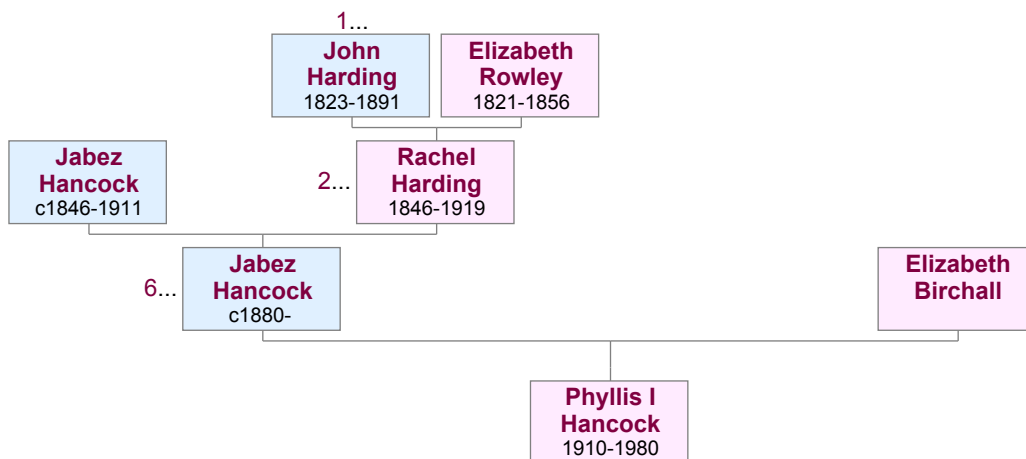 1...
John
Harding
1823-1891
Elizabeth
Rowley
1821-1856
Jabez
Hancock
c1846-1911
2...
Rachel
Harding
1846-1919
6...
Jabez
Hancock
c1880-
Elizabeth
Birchall
Phyllis I
Hancock
1910-1980